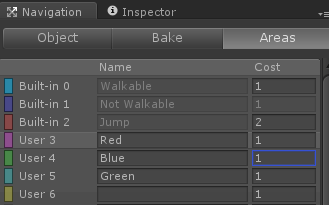 Navigation Inspector
Object Bake Areas
Name Cost
Built-in 0 Walkable 1
Built-in 1 Not Walkable 1
Built-in 2 Jump 2
User 3 Red 1
User 4 Blue 1
User 5 Green 1
User 6 1